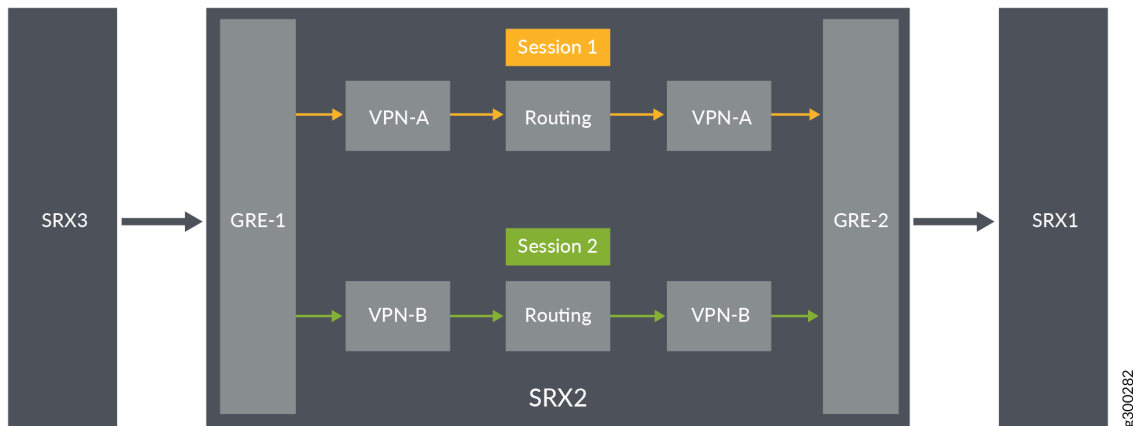 Session 1
VPN-A
Routing
VPN-A
SRX3
GRE-1
GRE-2
SRX1
Session 2
VPN-B
Routing
VPN-B
SRX2
g300282